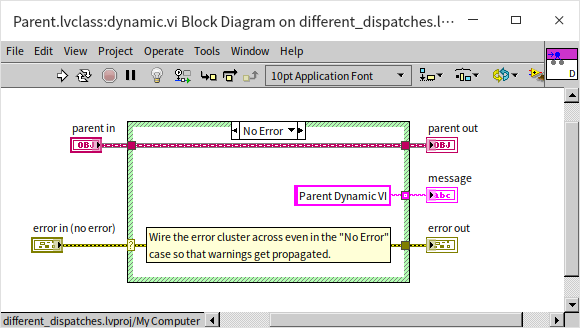 Parent.lvclass:dynamic.vi Block Diagram on different_dispatches.l···
File Edit View Project Operate Tools Window Help
10pt Application Font
D
parent in
No Error
parent out
OBJ
OBJ
message
Parent Dynamic VI
abc
error in (no error)
error out
?
Wire the error cluster across even in the "No Error"
case so that warnings get propagated.
different_dispatches.lvproj/My Computer